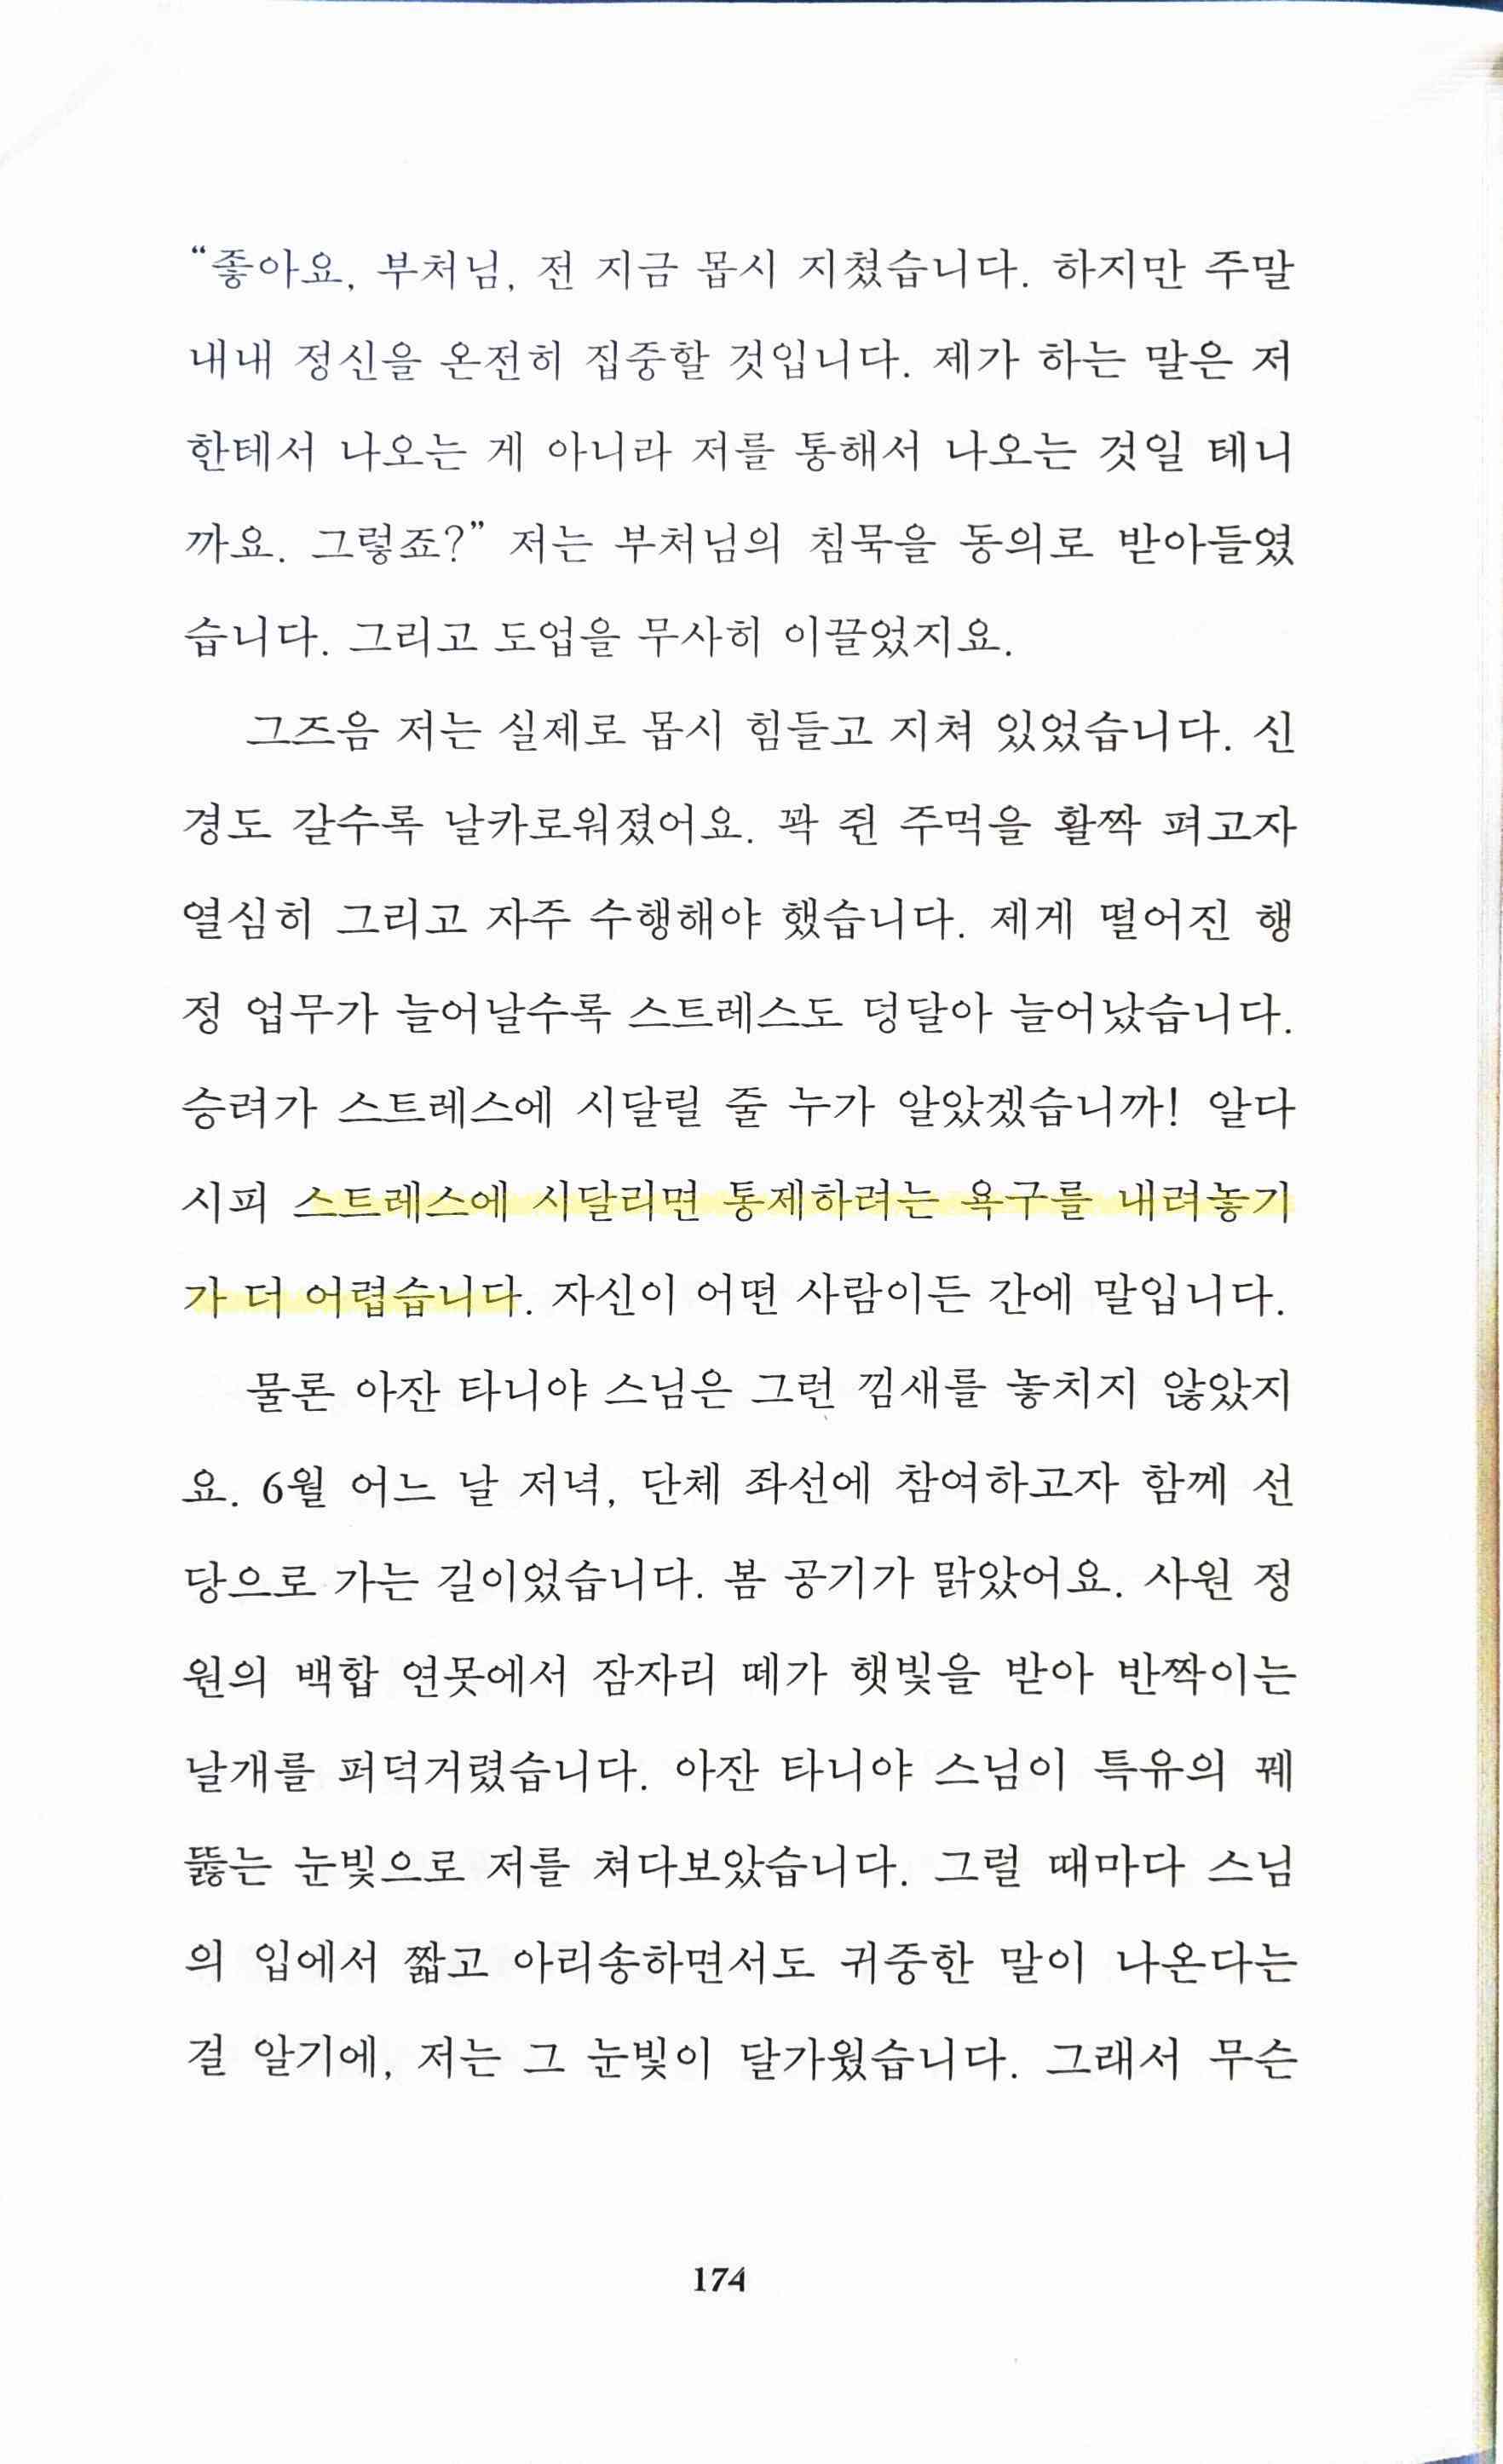 “좋아요, 부처님, 전 지금 몹시 지쳤습니다. 하지만 주말
내내 정신을 온전히 집중할 것입니다. 제가 하는 말은 저
한테서 나오는 게 아니라 저를 통해서 나오는 것일 테니
까요. 그렇죠?” 저는 부처님의 침묵을 동의로 받아들였
습니다. 그리고 도업을 무사히 이끌었지요.
그즈음 저는 실제로 몹시 힘들고 지쳐 있었습니다. 신
경도 갈수록 날카로워졌어요. 꽉 쥔 주먹을 활짝 펴고자
열심히 그리고 자주 수행해야 했습니다. 제게 떨어진 행
정 업무가 늘어날수록 스트레스도 덩달아 늘어났습니다.
승려가 스트레스에 시달릴 줄 누가 알았겠습니까! 알다
시피 스트레스에 시달리면 통제하려는 욕구를 내려놓기
가 더 어렵습니다. 자신이 어떤 사람이든 간에 말입니다.
물론 아잔 타니야 스님은 그런 낌새를 놓치지 않았지
요. 6월 어느 날 저녁, 단체 좌선에 참여하고자 함께 선
당으로 가는 길이었습니다. 봄 공기가 맑았어요. 사원 정
원의 백합 연못에서 잠자리 떼가 햇빛을 받아 반짝이는
날개를 퍼덕거렸습니다. 아잔 타니야 스님이 특유의 꿰
뚫는 눈빛으로 저를 쳐다보았습니다. 그럴 때마다 스님
의 입에서 짧고 아리송하면서도 귀중한 말이 나온다는
걸 알기에, 저는 그 눈빛이 달가웠습니다. 그래서 무슨
174